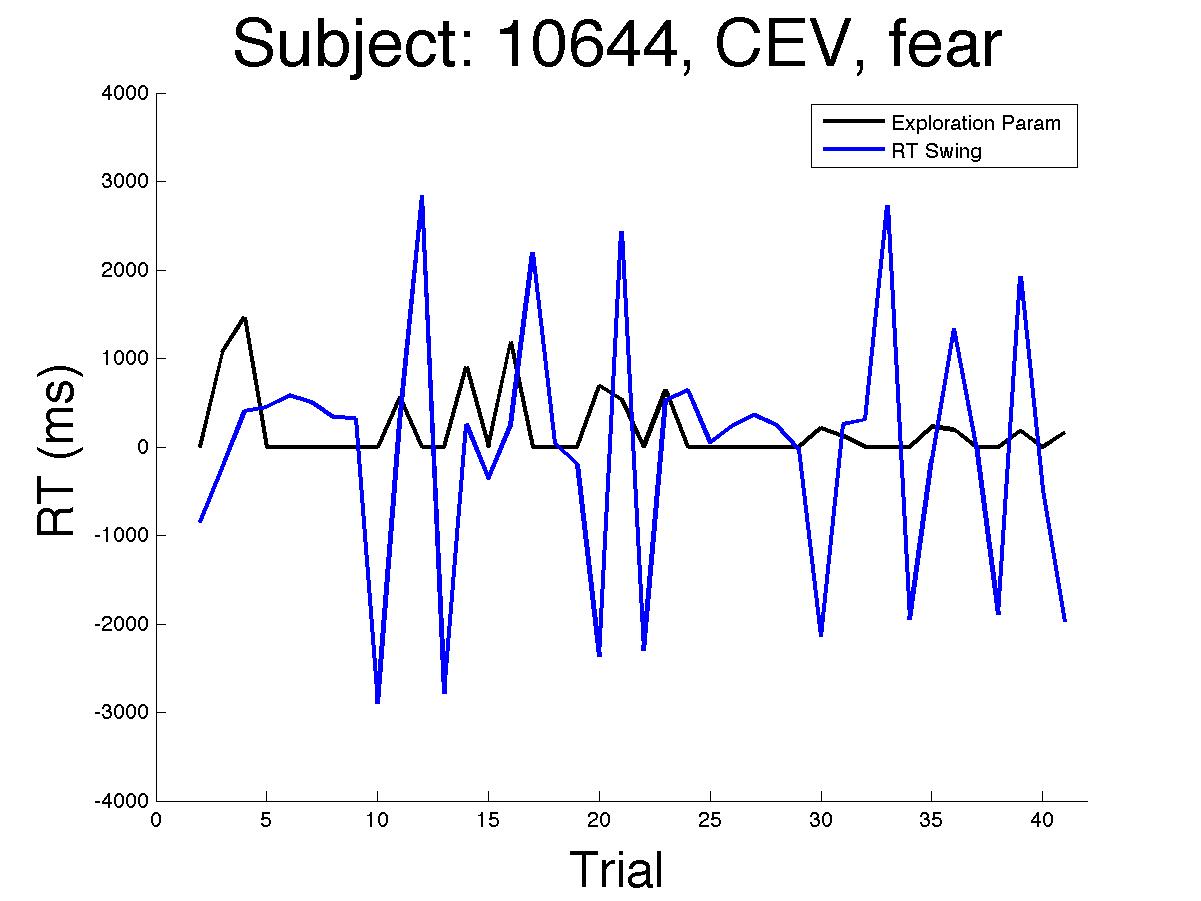 Subject: 10644, CEV, fear
4000
3000
2000
1000
0
-1000
-2000
-3000
-4000
RT (ms)
Exploration Param
RT Swing
0 5 10 15 20 25 30 35 40
Trial